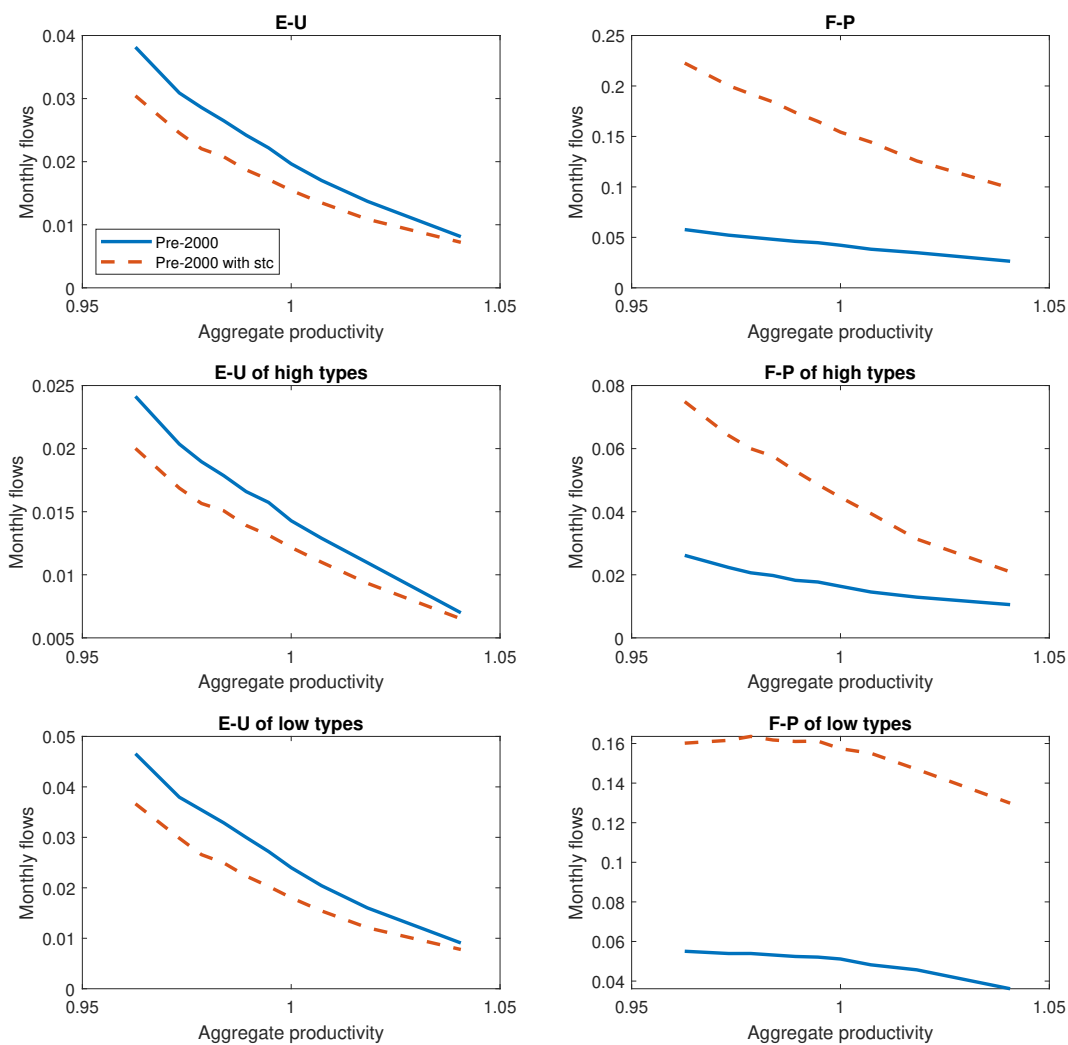 E-U
Monthly flows
0.04
0.03
0.02
0.01
0
Pre-2000
Pre-2000 with stc
0.95
1
1.05
Aggregate productivity
F-P
Monthly flows
0.25
0.2
0.15
0.1
0.05
0
0.95
1
1.05
Aggregate productivity
E-U of high types
Monthly flows
0.025
0.02
0.015
0.01
0.005
0.95
1
1.05
Aggregate productivity
F-P of high types
Monthly flows
0.08
0.06
0.04
0.02
0
0.95
1
1.05
Aggregate productivity
E-U of low types
Monthly flows
0.05
0.04
0.03
0.02
0.01
0
0.95
1
1.05
Aggregate productivity
F-P of low types
Monthly flows
0.16
0.14
0.12
0.1
0.08
0.06
0.04
0.95
1
1.05
Aggregate productivity